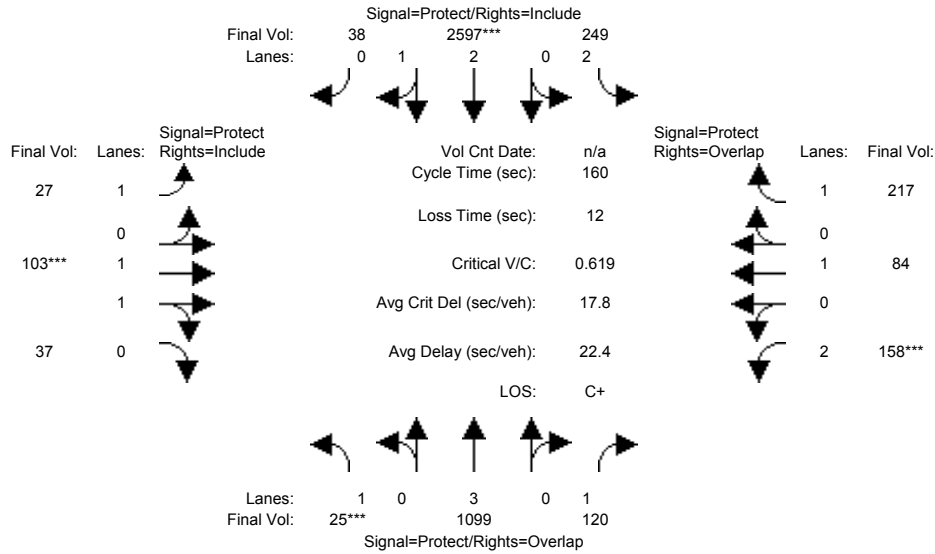 Signal=Protect/Rights=Include
Final Vol: 38 2597*** 249
Lanes: 0 1 2 0 2
Signal=Protect
Final Vol: Lanes: Rights=Include
Vol Cnt Date: n/a
Signal=Protect
Rights=Overlap Lanes: Final Vol:
Cycle Time (sec): 160
27 1
1 217
Loss Time (sec): 12
0
0
103*** 1
Critical V/C: 0.619
1 84
1
Avg Crit Del (sec/veh): 17.8
0
37 0
Avg Delay (sec/veh): 22.4
2 158***
LOS: C+
Lanes: 1 0 3 0 1
Final Vol: 25*** 1099 120
Signal=Protect/Rights=Overlap